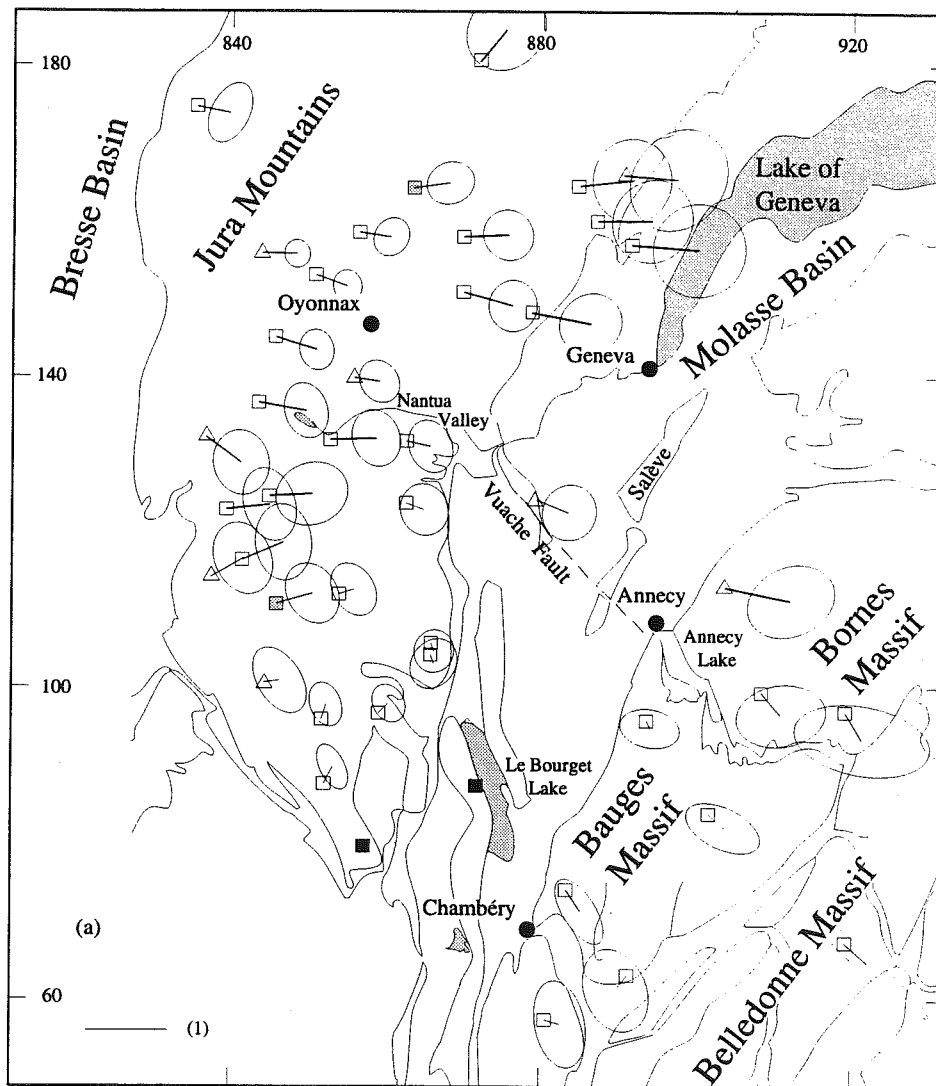 840
880
920
180
Bresse Basin
Jura Mountains
Lake of
Geneva
Oyonnax
Geneva
Molasse Basin
140
Nantua
Valley
Salève
Vuache Fault
Annecy
Annecy
Lake
Bornes
Massif
100
Le Bourget
Lake
Bauges
Massif
Chambéry
Belledonne Massif
(a)
60
(1)